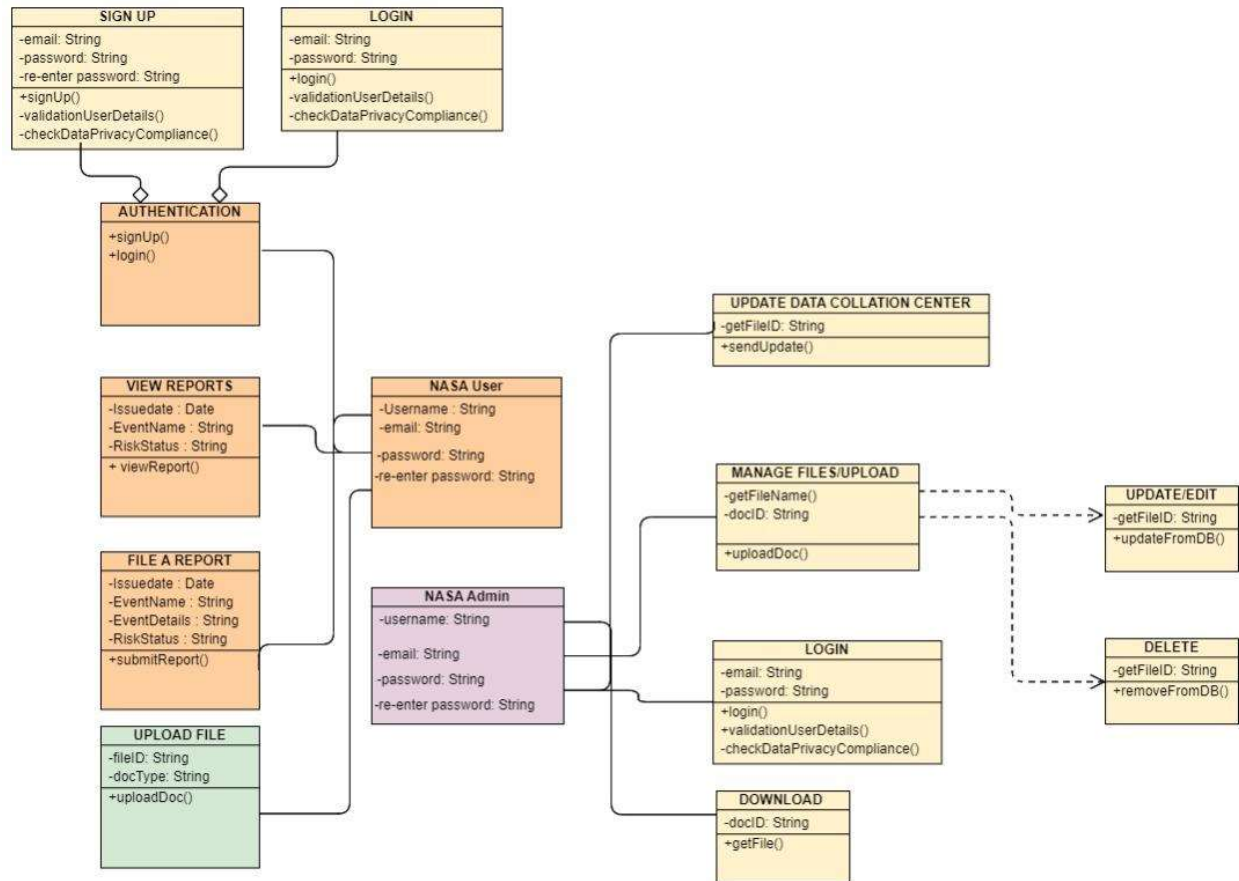 SIGN UP
-email: String
-password: String
-re-enter password: String
+signUp()
-validationUserDetails()
-checkDataPrivacyCompliance()
LOGIN
-email: String
-password: String
+login()
-validationUserDetails()
-checkDataPrivacyCompliance()
AUTHENTICATION
+signUp()
+login()
VIEW REPORTS
-Issuedate : Date
-EventName : String
-RiskStatus : String
+ viewReport()
NASA User
-Username : String
-email: String
-password: String
-re-enter password: String
FILE A REPORT
-Issuedate : Date
-EventName : String
-EventDetails : String
-RiskStatus : String
+submitReport()
UPLOAD FILE
-fileID: String
-docType: String
+uploadDoc()
NASA Admin
-username: String
-email: String
-password: String
-re-enter password: String
UPDATE DATA COLLATION CENTER
-getFileID: String
+sendUpdate()
MANAGE FILES/UPLOAD
-getFileName()
-docID: String
+uploadDoc()
LOGIN
-email: String
-password: String
+login()
+validationUserDetails()
-checkDataPrivacyCompliance()
DOWNLOAD
-docID: String
+getFile()
UPDATE/EDIT
-getFileID: String
+updateFromDB()
DELETE
-getFileID: String
+removeFromDB()